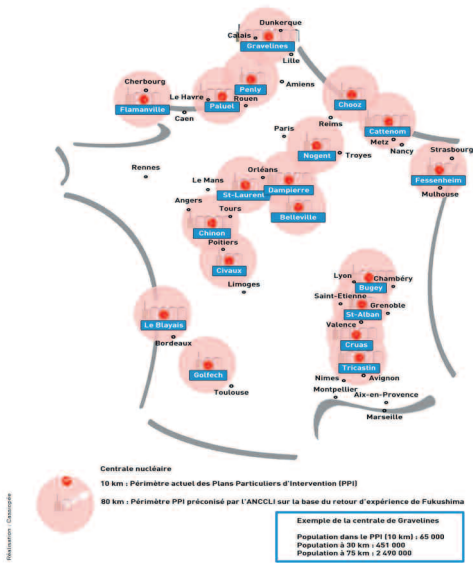 Dunkerque
Calais
Gravelines
Lille
Cherbourg
Penly
Amiens
Le Havre
Paluel
Rouen
Chooz
Flamanville
Caen
Reims
Cattenom
Paris
Metz
Nancy
Strasbourg
Nogent
Troyes
Rennes
Orléans
Fessenheim
Le Mans
Dampierre
St-Laurent
Mulhouse
Angers
Tours
Belleville
Chinon
Poitiers
Civaux
Limoges
Lyon
Chambéry
Bugey
Saint-Etienne
Grenoble
St-Alban
Le Blayais
Valence
Bordeaux
Cruas
Golfech
Tricastin
Nimes
Avignon
Toulouse
Montpellier
Aix-en-Provence
Marseille
Centrale nucléaire
10 km : Périmètre actuel des Plans Particuliers d'Intervention (PPI)
80 km : Périmètre PPI préconisé par l'ANCCLI sur la base du retour d'expérience de Fukushima
Exemple de la centrale de Gravelines
Population dans le PPI (10 km) : 65 000
Population à 30 km : 451 000
Population à 75 km : 2 490 000
Réalisation : Cassiopée